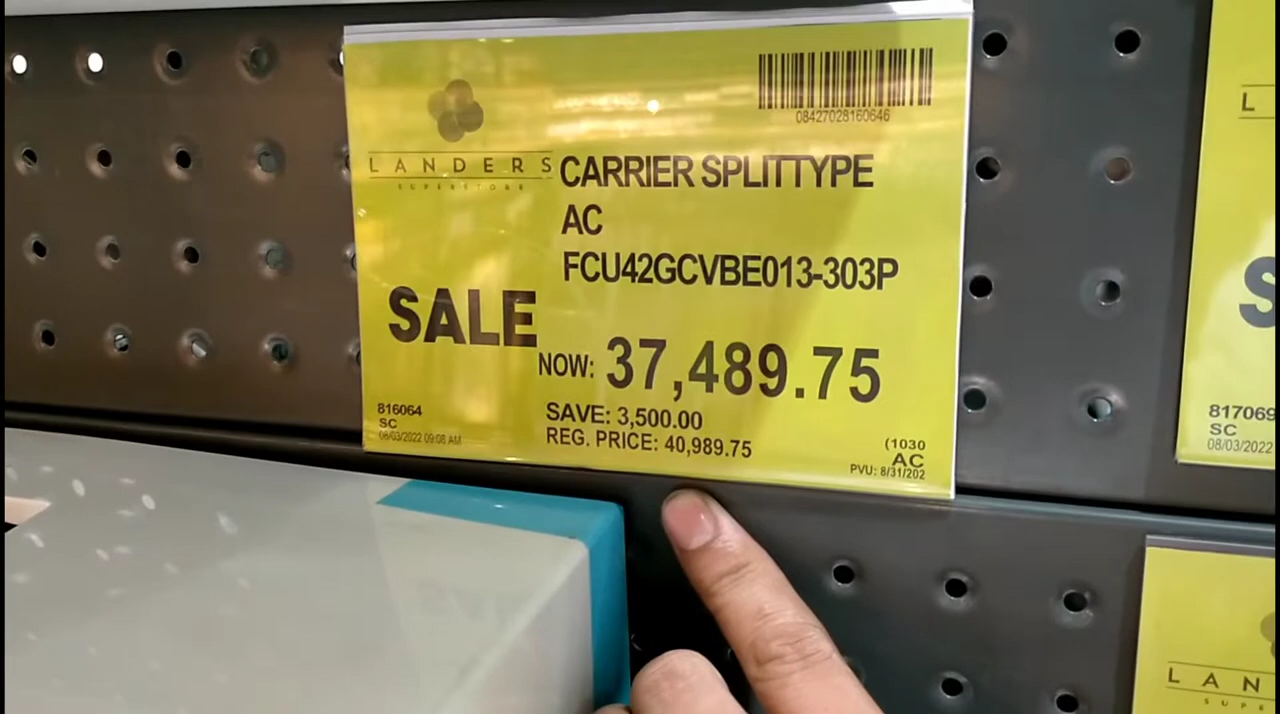 08427028160646
LANDERS
SUPERSTORE
CARRIER SPLITTYPE
AC
FCU42GCVBE013-303P
SALE
NOW: 37,489.75
SAVE: 3,500.00
REG. PRICE: 40,989.75
816064
SC
08/03/2022 09:08 AM
(1030
AC
PVU: 8/31/202
L
S
817069
SC
08/03/2022
LAN
SUPE